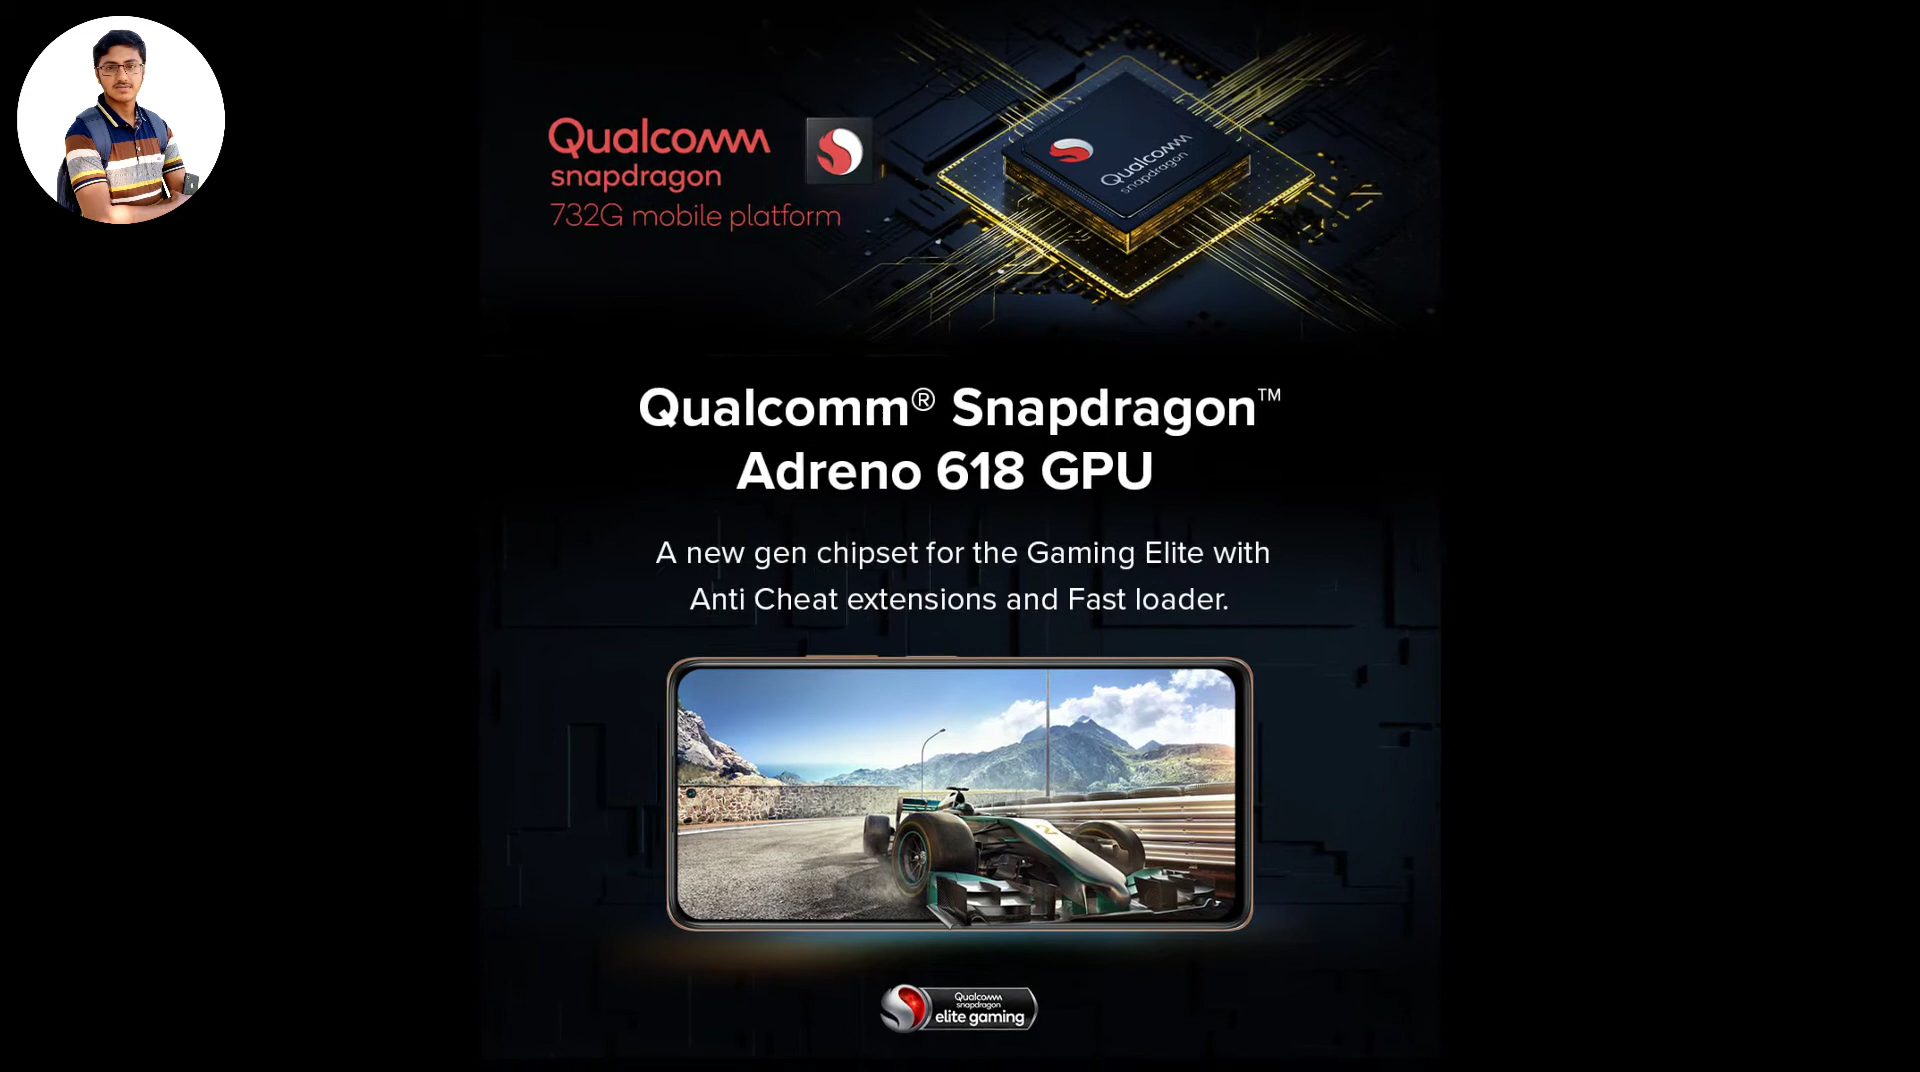 Qualcomm
snapdragon
732G mobile platform
Qualcomm
snapdragon
Qualcomm® Snapdragon™
Adreno 618 GPU
A new gen chipset for the Gaming Elite with
Anti Cheat extensions and Fast loader.
2
Qualcomm
snapdragon
elite gaming